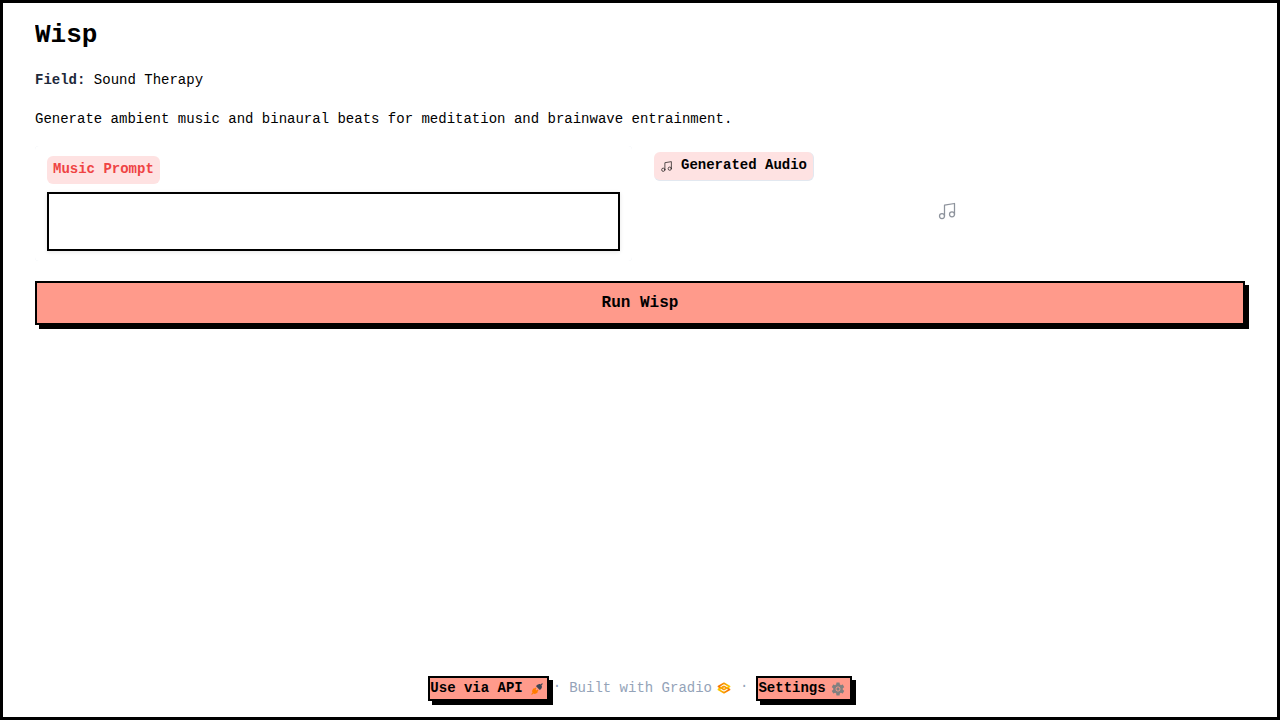 Wisp
Field: Sound Therapy
Generate ambient music and binaural beats for meditation and brainwave entrainment.
Music Prompt
Generated Audio
Run Wisp
Use via API · Built with Gradio · Settings